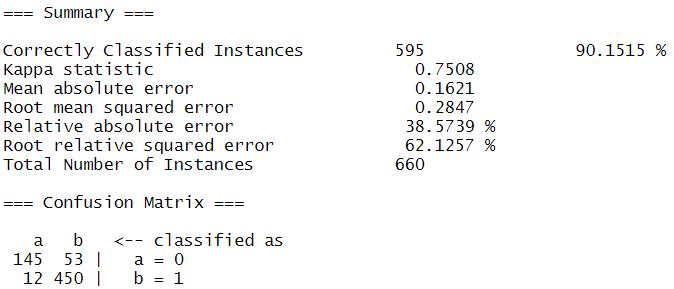 === Summary ===
Correctly Classified Instances 595 90.1515 %
Kappa statistic 0.7508
Mean absolute error 0.1621
Root mean squared error 0.2847
Relative absolute error 38.5739 %
Root relative squared error 62.1257 %
Total Number of Instances 660
=== Confusion Matrix ===
a b <-- classified as
145 53 | a = 0
12 450 | b = 1